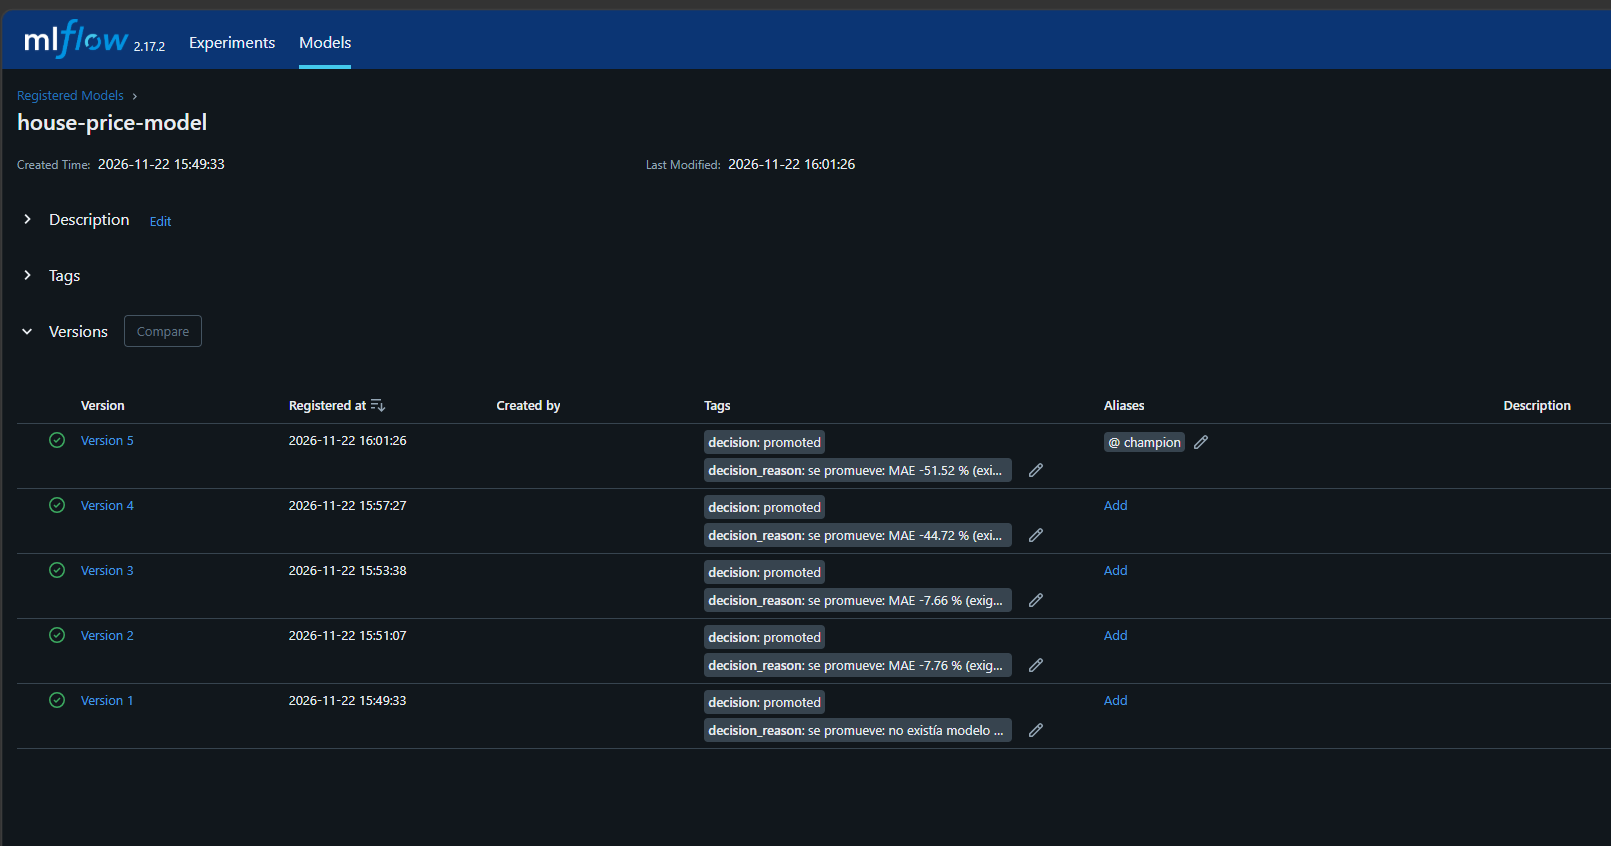 mlflow 2.17.2 Experiments Models
Registered Models ›
house-price-model
Created Time: 2026-11-22 15:49:33 Last Modified: 2026-11-22 16:01:26
Description Edit
Tags
Versions Compare
Version Registered at Created by Tags Aliases Description
Version 5 2026-11-22 16:01:26 decision: promoted @ champion
decision_reason: se promueve: MAE -51.52 % (exi...
Version 4 2026-11-22 15:57:27 decision: promoted Add
decision_reason: se promueve: MAE -44.72 % (exi...
Version 3 2026-11-22 15:53:38 decision: promoted Add
decision_reason: se promueve: MAE -7.66 % (exig...
Version 2 2026-11-22 15:51:07 decision: promoted Add
decision_reason: se promueve: MAE -7.76 % (exig...
Version 1 2026-11-22 15:49:33 decision: promoted Add
decision_reason: se promueve: no existía modelo ...